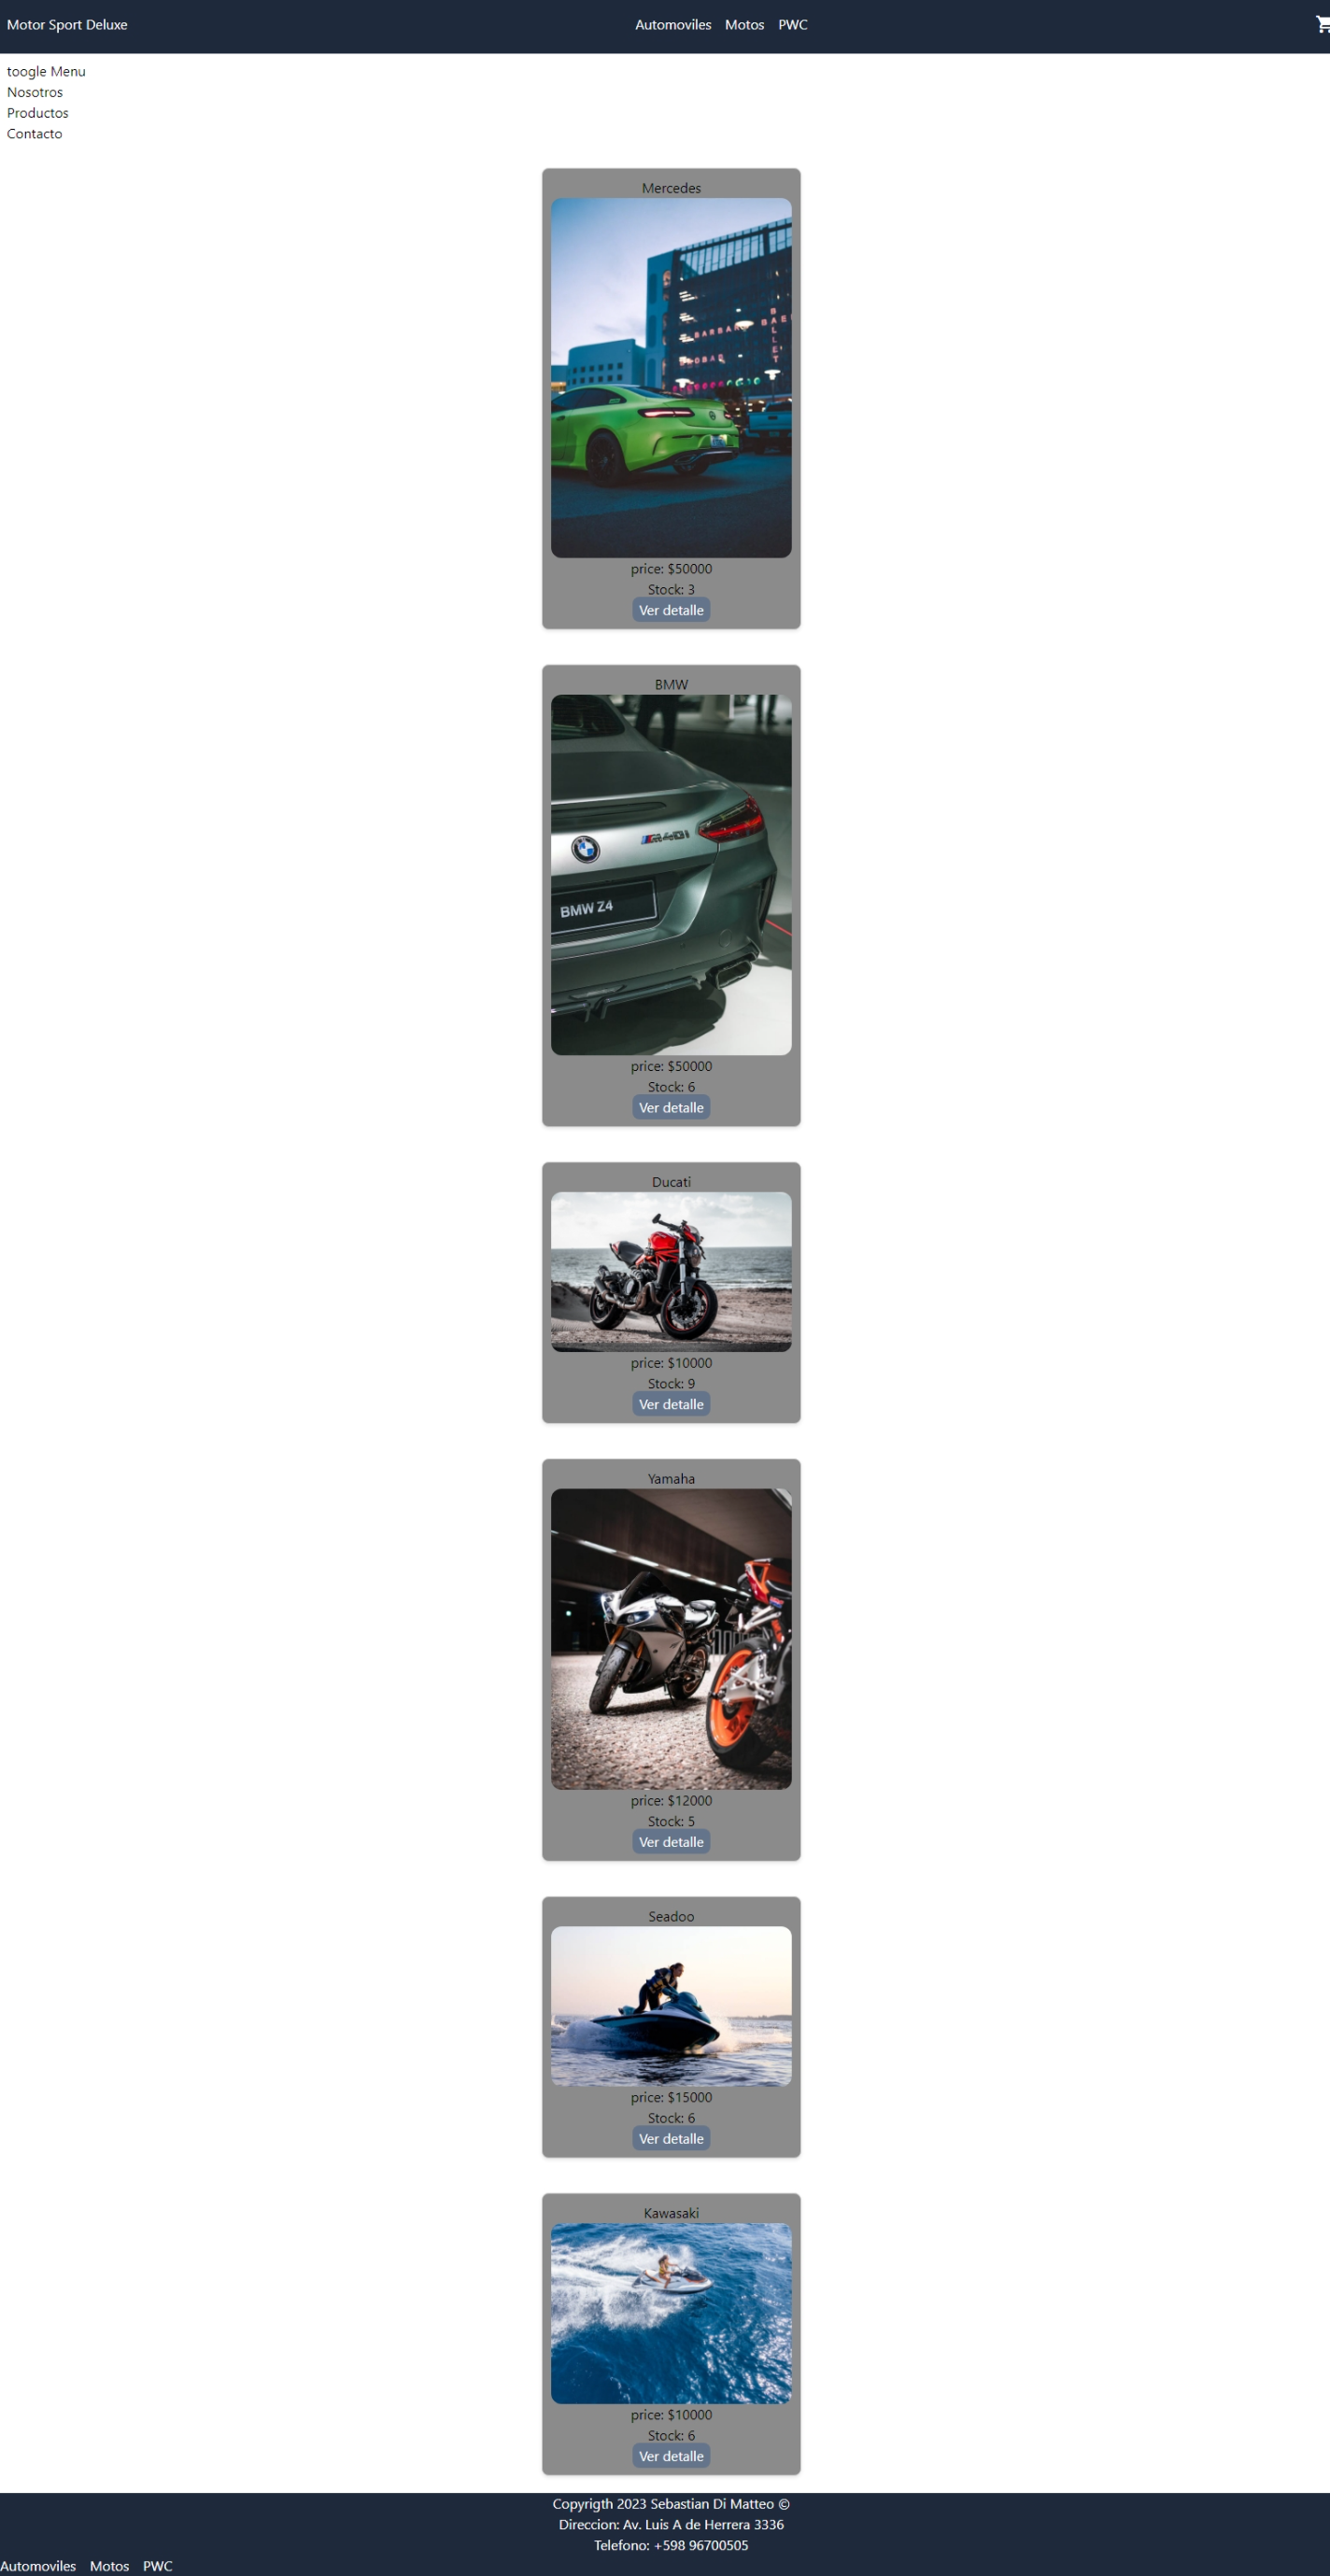 Motor Sport Deluxe
Automoviles Motos PWC
toogle Menu
Nosotros
Productos
Contacto
Mercedes
price: $50000
Stock: 3
Ver detalle
BMW
BMW Z4
price: $50000
Stock: 6
Ver detalle
Ducati
price: $10000
Stock: 9
Ver detalle
Yamaha
price: $12000
Stock: 5
Ver detalle
Seadoo
price: $15000
Stock: 6
Ver detalle
Kawasaki
price: $10000
Stock: 6
Ver detalle
Copyrigth 2023 Sebastian Di Matteo ©
Direccion: Av. Luis A de Herrera 3336
Telefono: +598 96700505
Automoviles Motos PWC